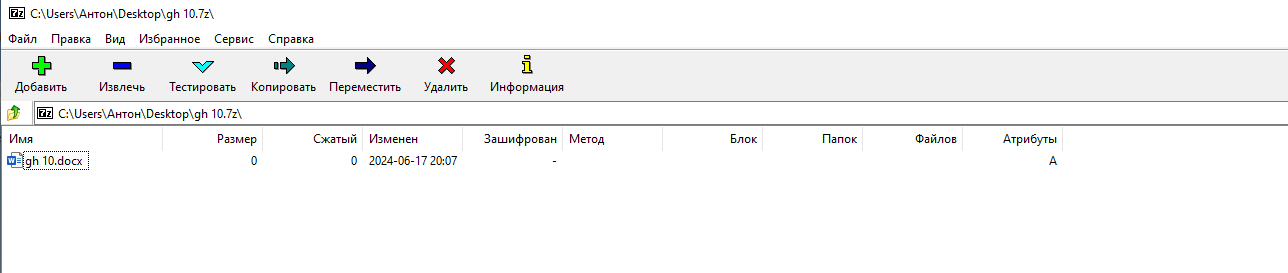 C:\Users\Антон\Desktop\gh 10.7z\
Файл Правка Вид Избранное Сервис Справка
Добавить Извлечь Тестировать Копировать Переместить Удалить Информация
C:\Users\Антон\Desktop\gh 10.7z\
Имя Размер Сжатый Изменен Зашифрован Метод Блок Папок Файлов Атрибуты
gh 10.docx 0 0 2024-06-17 20:07 - A